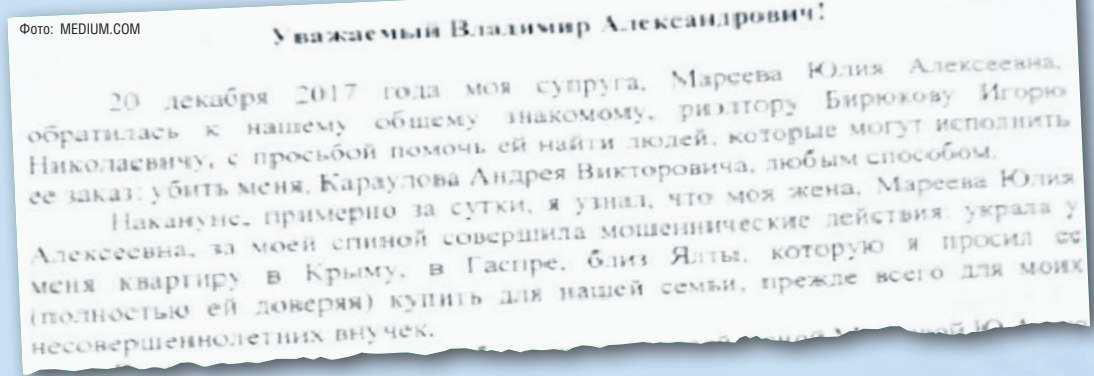 Фото: MEDIUM.COM
Уважаемый Владимир Александрович!
20 декабря 2017 года моя супруга, Мареева Юлия Алексеевна,
обратилась к нашему общему знакомому, риэлтору Бирюкову Игорю
Николаевичу, с просьбой помочь ей найти людей, которые могут исполнить
ее заказ: убить меня, Караулова Андрея Викторовича, любым способом.
Накануне, примерно за сутки, я узнал, что моя жена, Мареева Юлия
Алексеевна, за моей спиной совершила мошеннические действия: украла у
меня квартиру в Крыму, в Гаспре, близ Ялты, которую я просил ее
(полностью ей доверяя) купить для нашей семьи, прежде всего для моих
несовершеннолетних внучек.